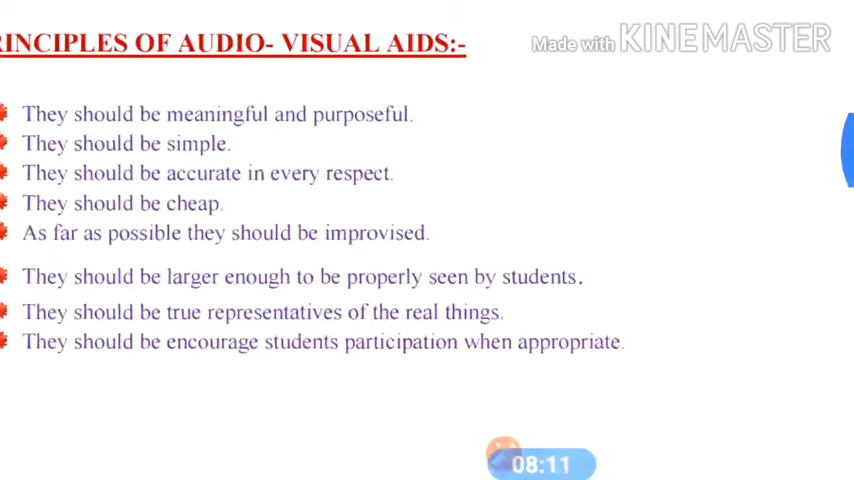 RINCIPLES OF AUDIO- VISUAL AIDS:-
Made with KINEMASTER
They should be meaningful and purposeful.
They should be simple.
They should be accurate in every respect.
They should be cheap.
As far as possible they should be improvised.
They should be larger enough to be properly seen by students.
They should be true representatives of the real things.
They should be encourage students participation when appropriate.
08:11